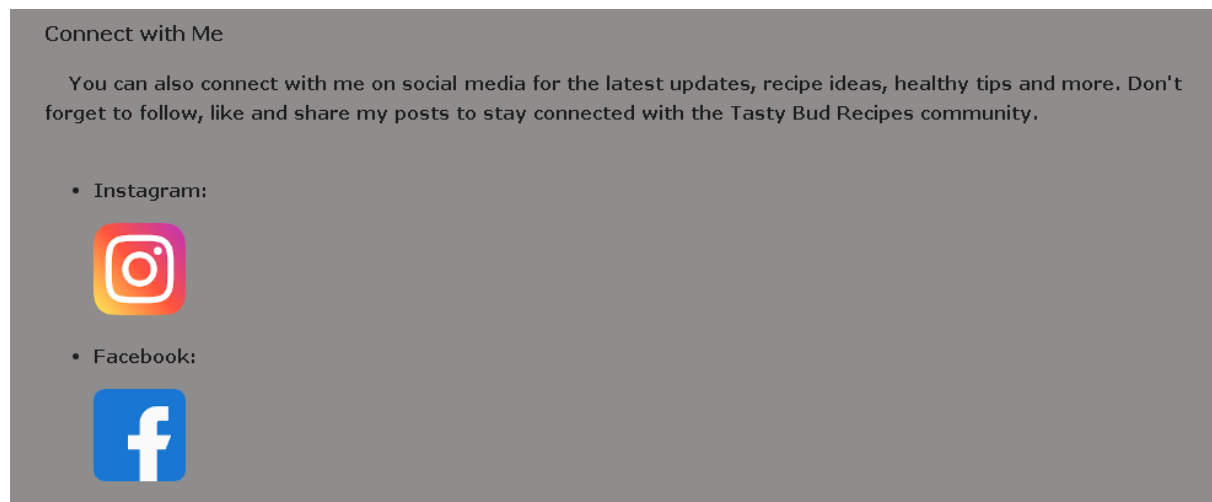 Connect with Me
You can also connect with me on social media for the latest updates, recipe ideas, healthy tips and more. Don't
forget to follow, like and share my posts to stay connected with the Tasty Bud Recipes community.
• Instagram:
• Facebook: